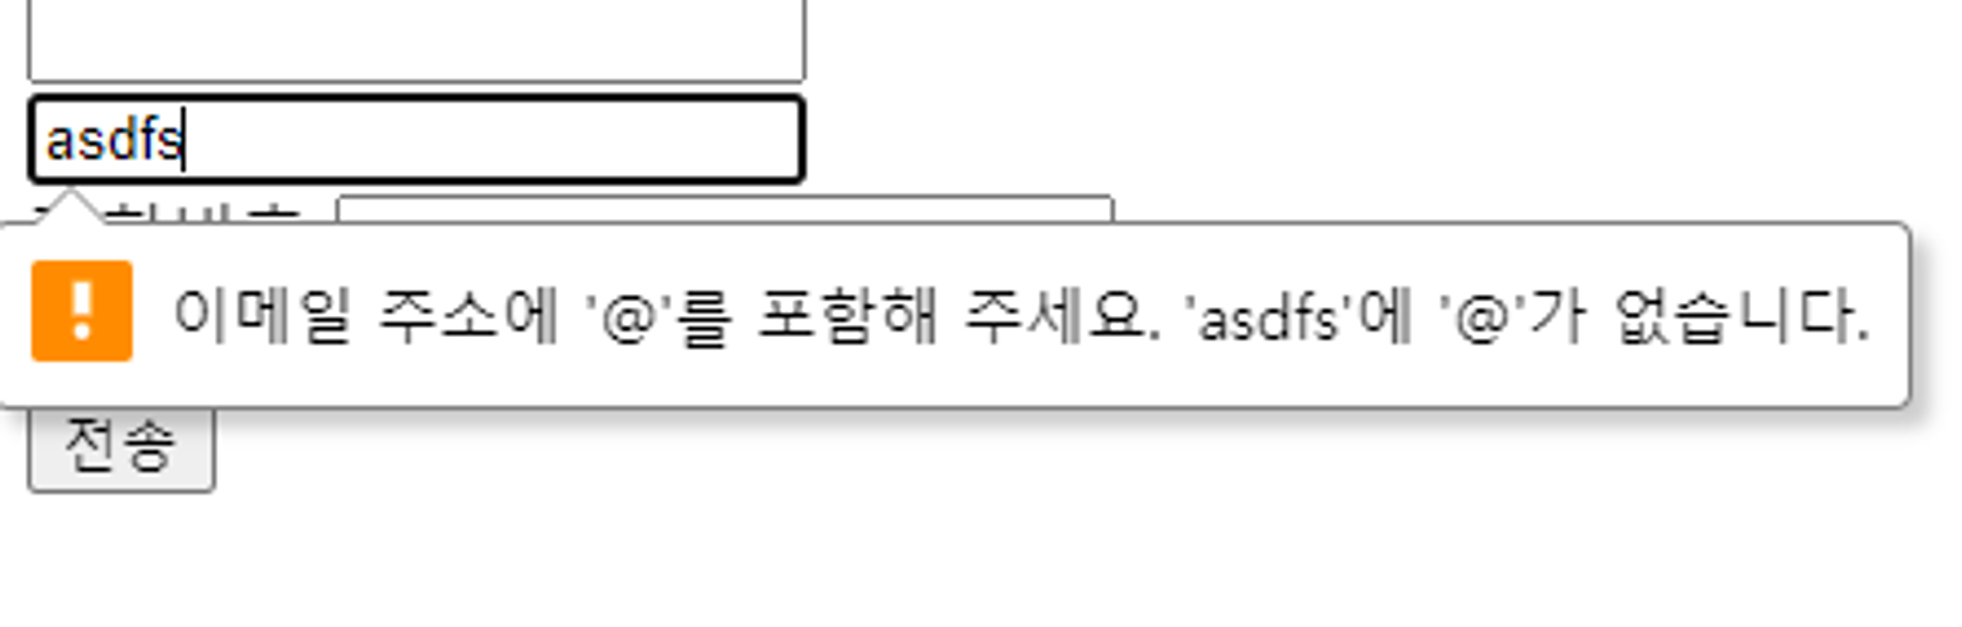 asdfs
이메일 주소에 '@'를 포함해 주세요. 'asdfs'에 '@'가 없습니다.
전송